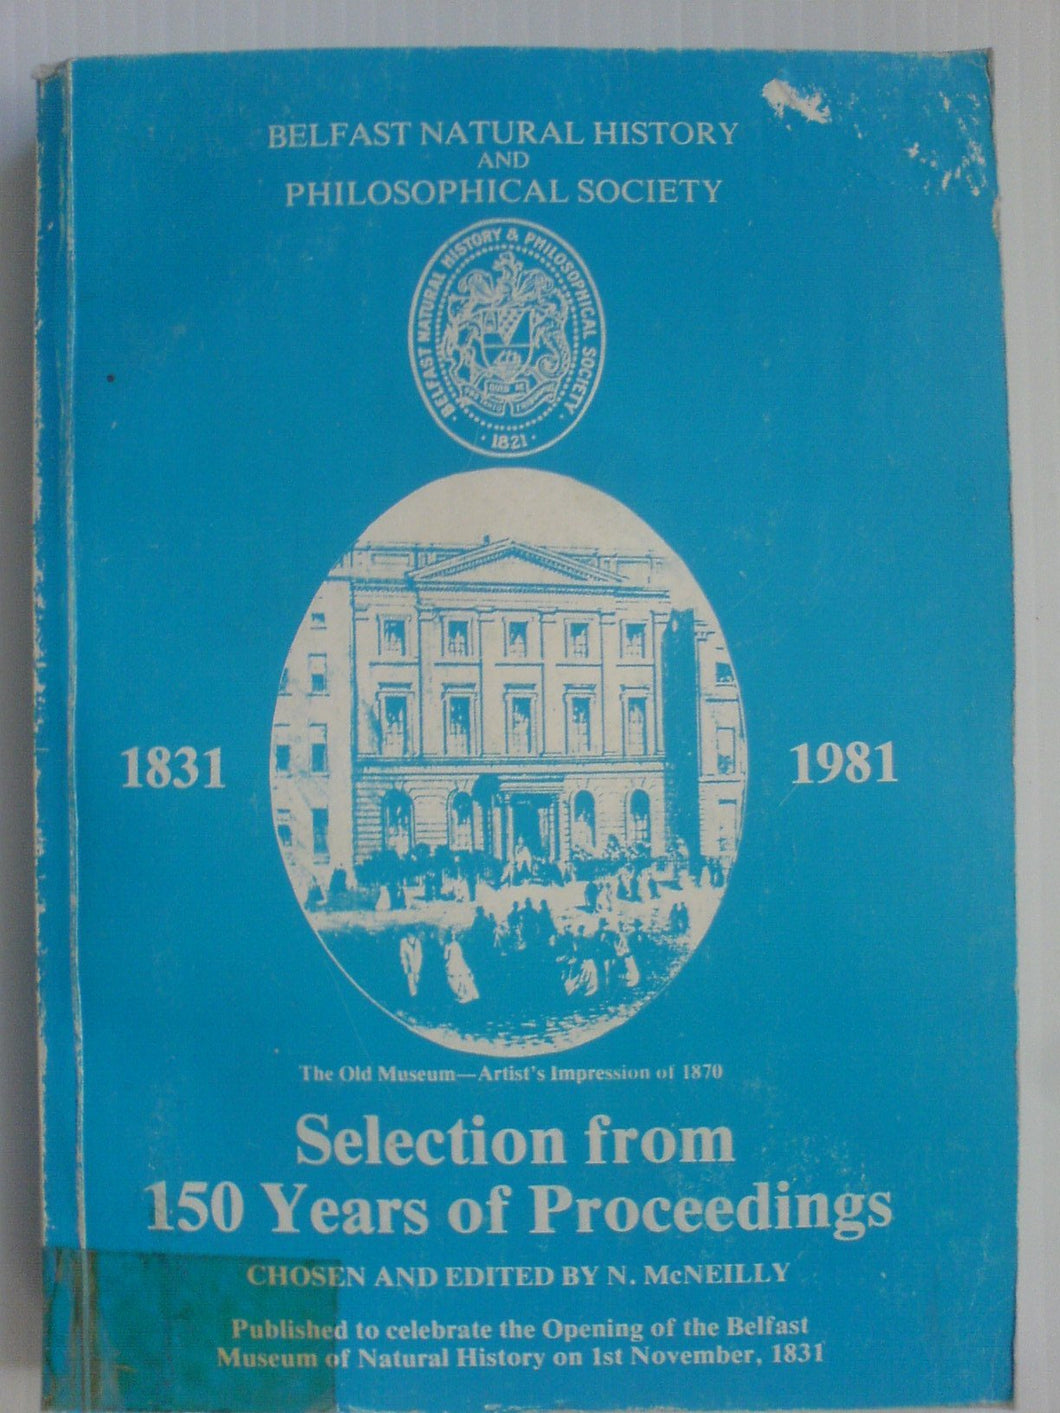 BELFAST NATURAL HISTORY
AND
PHILOSOPHICAL SOCIETY
BELFAST NATURAL HISTORY & PHILOSOPHICAL SOCIETY
· 1821 ·
1831
1981
The Old Museum—Artist's Impression of 1870
Selection from
150 Years of Proceedings
CHOSEN AND EDITED BY N. McNEILLY
Published to celebrate the Opening of the Belfast
Museum of Natural History on 1st November, 1831